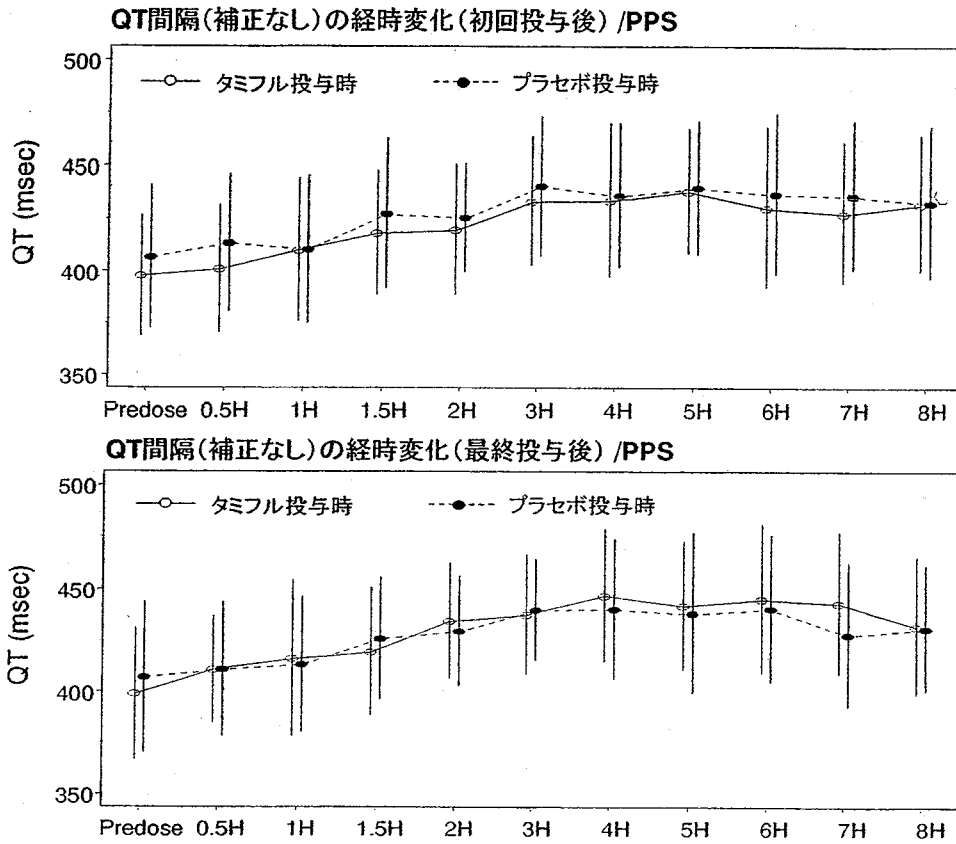 QT間隔(補正なし)の経時変化(初回投与後) /PPS
500
タミフル投与時
プラセボ投与時
450
QT (msec)
400
350
Predose 0.5H 1H 1.5H 2H 3H 4H 5H 6H 7H 8H
QT間隔(補正なし)の経時変化(最終投与後) /PPS
500
タミフル投与時
プラセボ投与時
450
QT (msec)
400
350
Predose 0.5H 1H 1.5H 2H 3H 4H 5H 6H 7H 8H